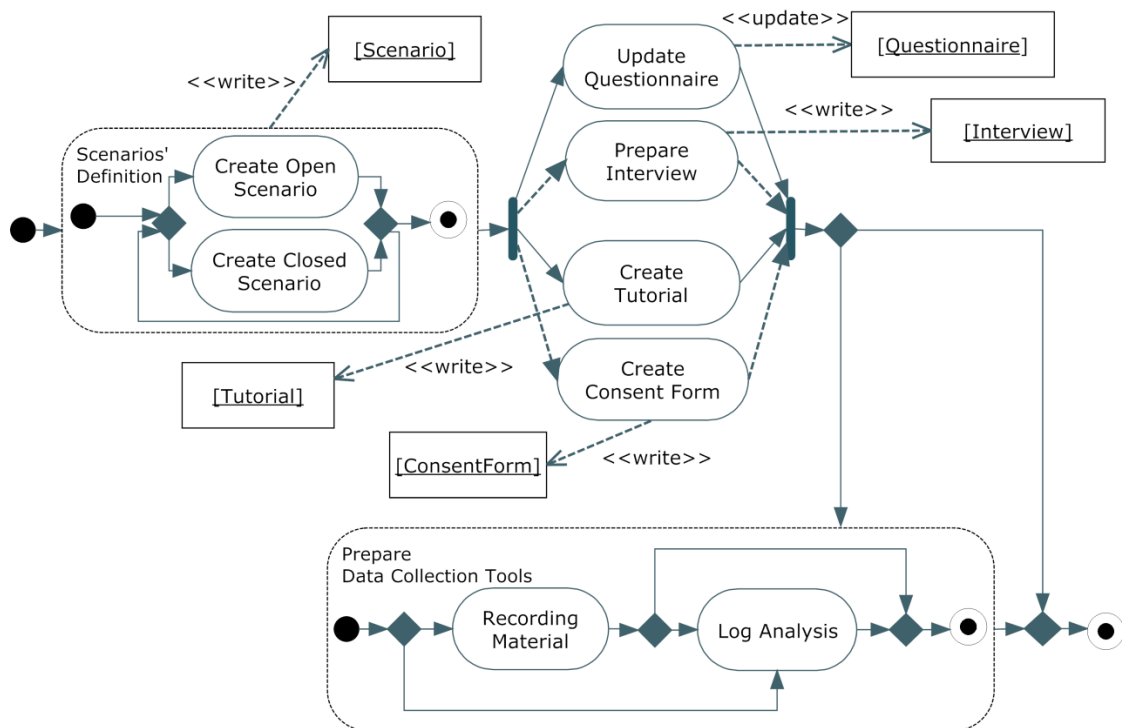 <<update>>
[Scenario]
Update
Questionnaire
[Questionnaire]
<<write>>
<<write>>
[Interview]
Scenarios'
Definition
Create Open
Scenario
Prepare
Interview
Create Closed
Scenario
Create
Tutorial
<<write>>
[Tutorial]
Create
Consent Form
[ConsentForm]
<<write>>
Prepare
Data Collection Tools
Recording
Material
Log Analysis